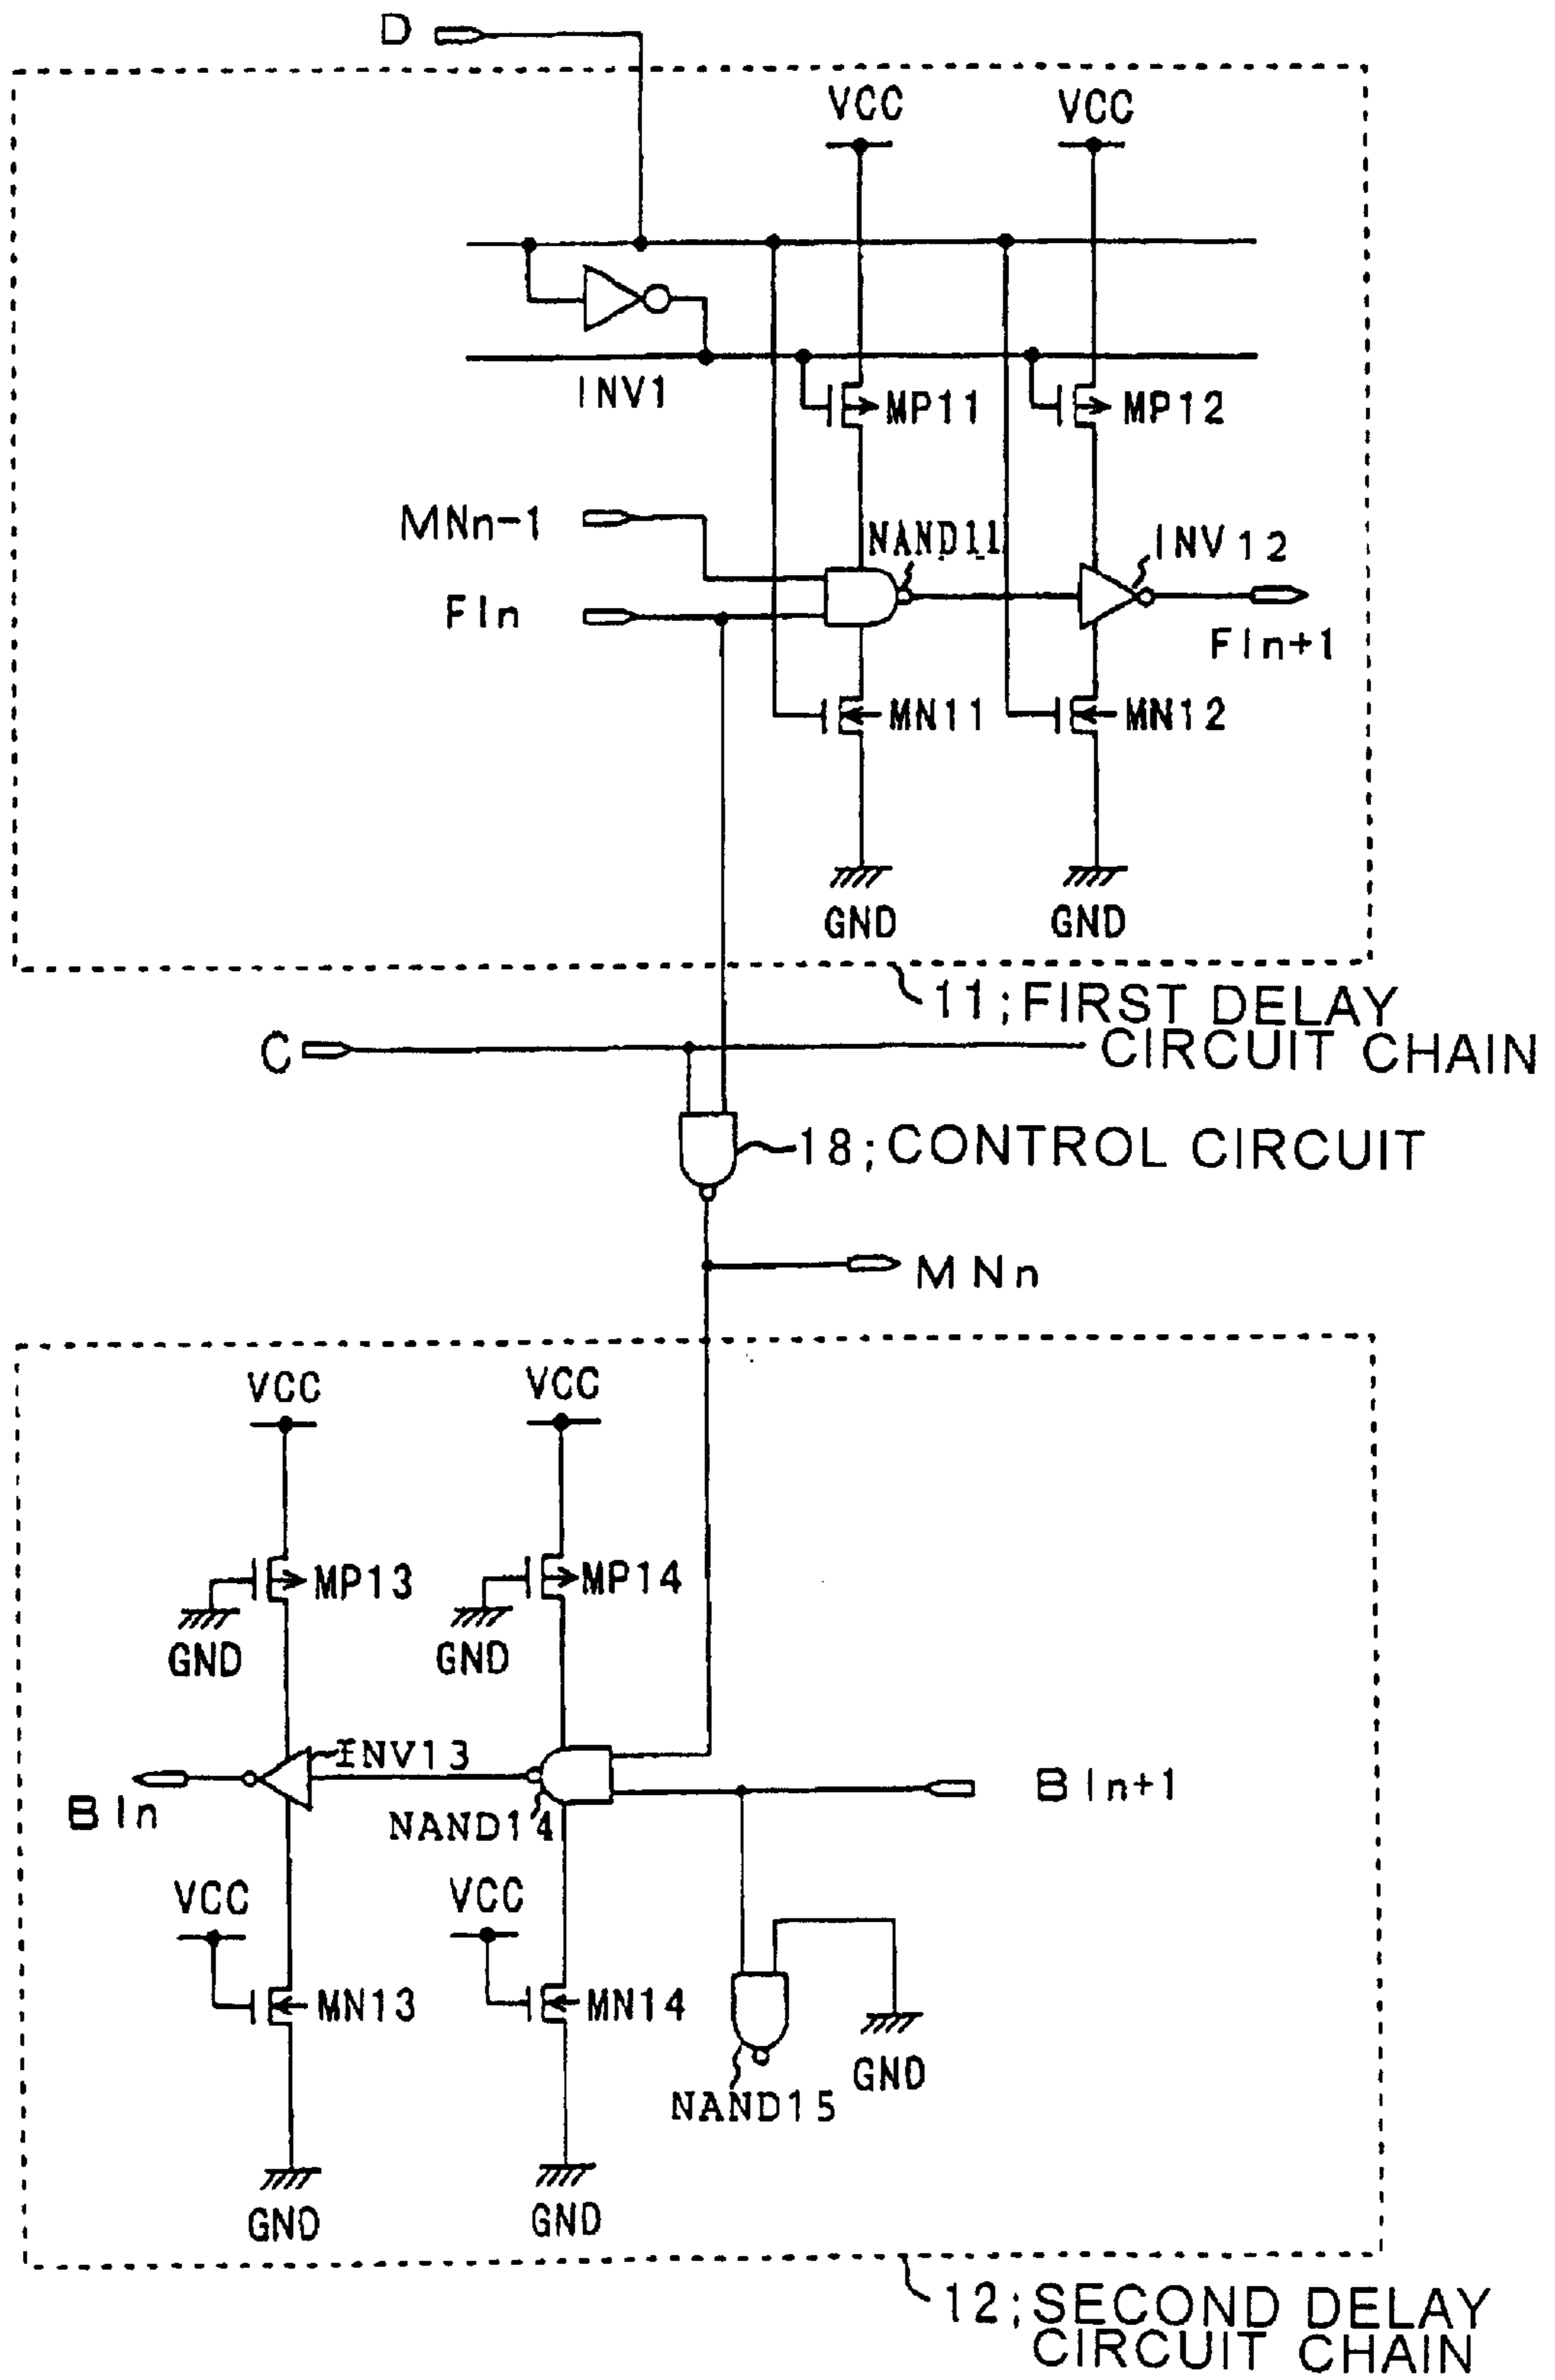 D
VCC VCC
INV1
MP11 MP12
MNn-1
NAND11 INV12
FIn
FIn+1
MN11 MN12
GND GND
11;FIRST DELAY
CIRCUIT CHAIN
C
18;CONTROL CIRCUIT
MNn
VCC VCC
MP13 MP14
GND GND
INV13
BIn
NAND14
BIn+1
VCC VCC
MN13 MN14
GND
NAND15
GND GND
12;SECOND DELAY
CIRCUIT CHAIN